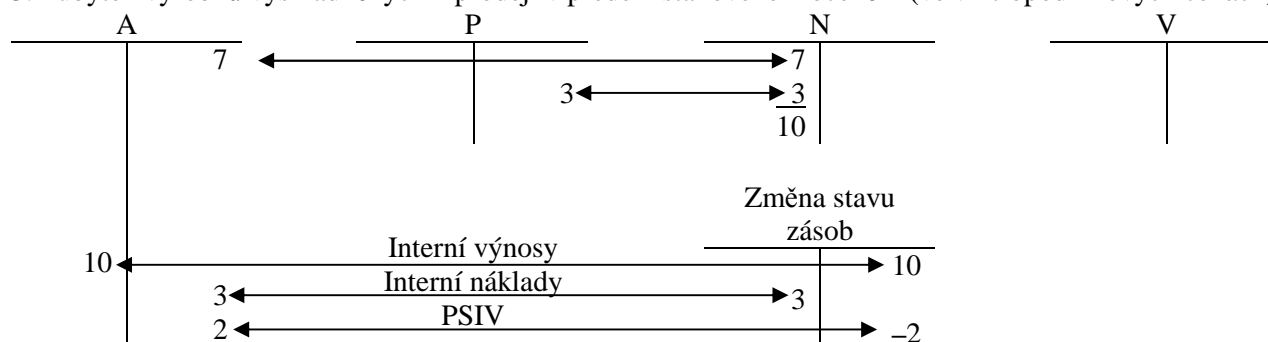 A P N V
7 7
3 3
10
Změna stavu
zásob
Interní výnosy
10 10
Interní náklady
3 3
PSIV
2 –2